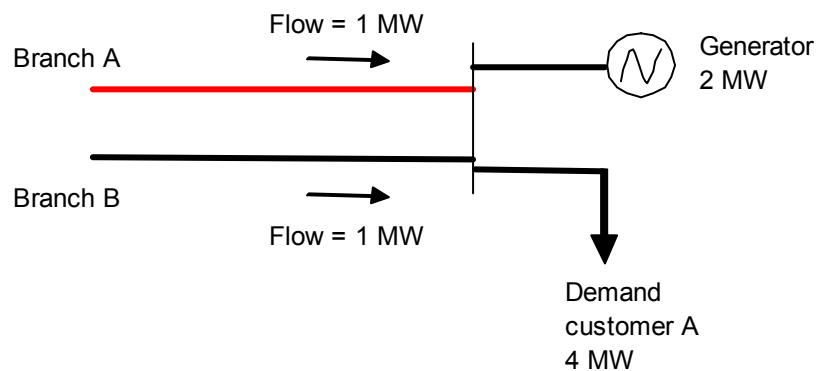 Flow = 1 MW
Branch A
Generator
2 MW
Branch B
Flow = 1 MW
Demand
customer A
4 MW